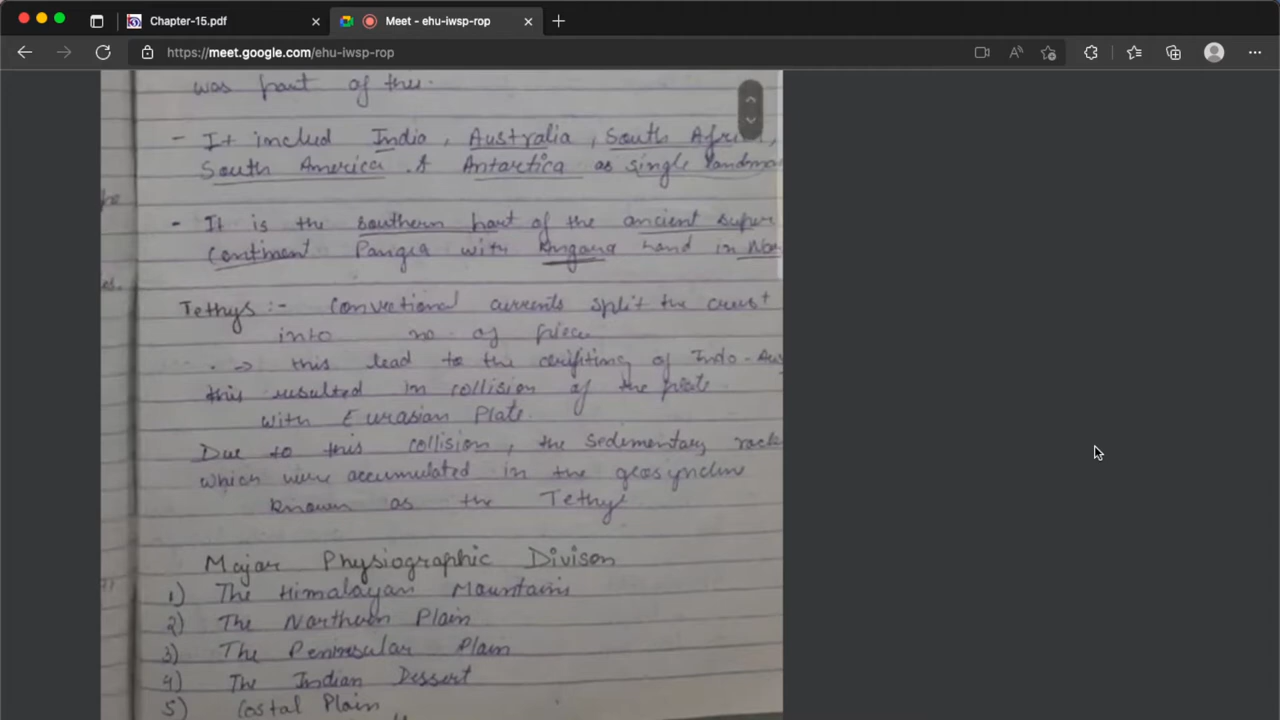 Chapter-15.pdf
Meet - ehu-iwsp-rop
https://meet.google.com/ehu-iwsp-rop
was part of this.
- It includ India, Australia, South Afri
South America & Antartica as single landma
- It is the southern part of the ancient super
Continent Pangea with Angara Land in No
es.
Tethys :- Convectional currents split the crust
into no of piece
→ this lead to the drifting of Indo-Au
this resulted in collision of the plate
with Eurasian Plate.
Due to this collision, the sedimentary rock
which were accumulated in the geosyncline
known as the Tethys
Major Physiographic Divison
1) The Himalayan Mountains
2) The Northern Plain
3) The Peninsular Plain
4) The Indian Dessert
5) Costal Plain